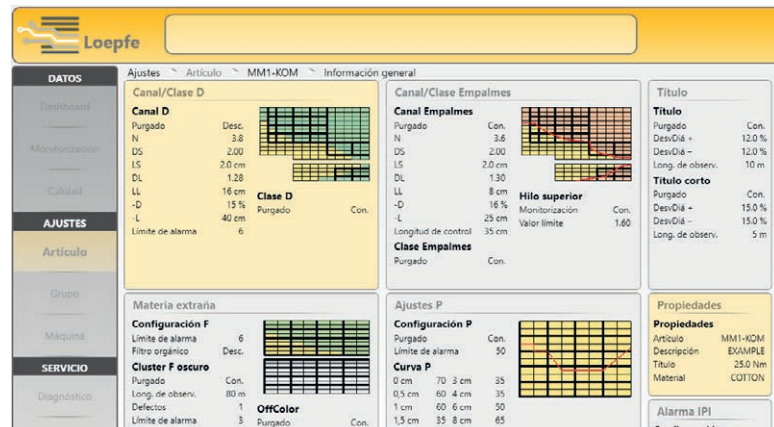 Loepfe
DATOS
Dashboard
Monitorización
Calidad
AJUSTES
Artículo
Grupo
Máquina
SERVICIO
Diagnóstico
Ajustes > Artículo > MM1-KOM > Información general
Canal/Clase D
Canal D
Purgado Desc.
N 3.8
DS 2.00
LS 2.0 cm
DL 1.28
LL 16 cm
-D 15 %
-L 40 cm
Límite de alarma 6
Clase D
Purgado Con.
Canal/Clase Empalmes
Canal Empalmes
Purgado Con.
N 3.6
DS 2.00
LS 2.0 cm
DL 1.30
LL 8 cm
-D 16 %
-L 25 cm
Longitud de control 35 cm
Clase Empalmes
Purgado Con.
Hilo superior
Monitorización Con.
Valor límite 1.60
Título
Título
Purgado Con.
DesvDiá + 12.0 %
DesvDiá – 12.0 %
Long. de observ. 10 m
Título corto
Purgado Con.
DesvDiá + 15.0 %
DesvDiá – 15.0 %
Long. de observ. 5 m
Materia extraña
Configuración F
Límite de alarma 6
Filtro orgánico Desc.
Cluster F oscuro
Purgado Con.
Long. de observ. 80 m
Defectos 1
Límite de alarma 3
OffColor
Purgado Con.
Ajustes P
Configuración P
Purgado Con.
Límite de alarma 50
Curva P
0 cm 70 3 cm 35
0,5 cm 60 4 cm 35
1 cm 60 6 cm 50
1,5 cm 35 8 cm 65
Propiedades
Propiedades
Artículo MM1-KOM
Descripción EXAMPLE
Título 25.0 Nm
Material COTTON
Alarma IPI